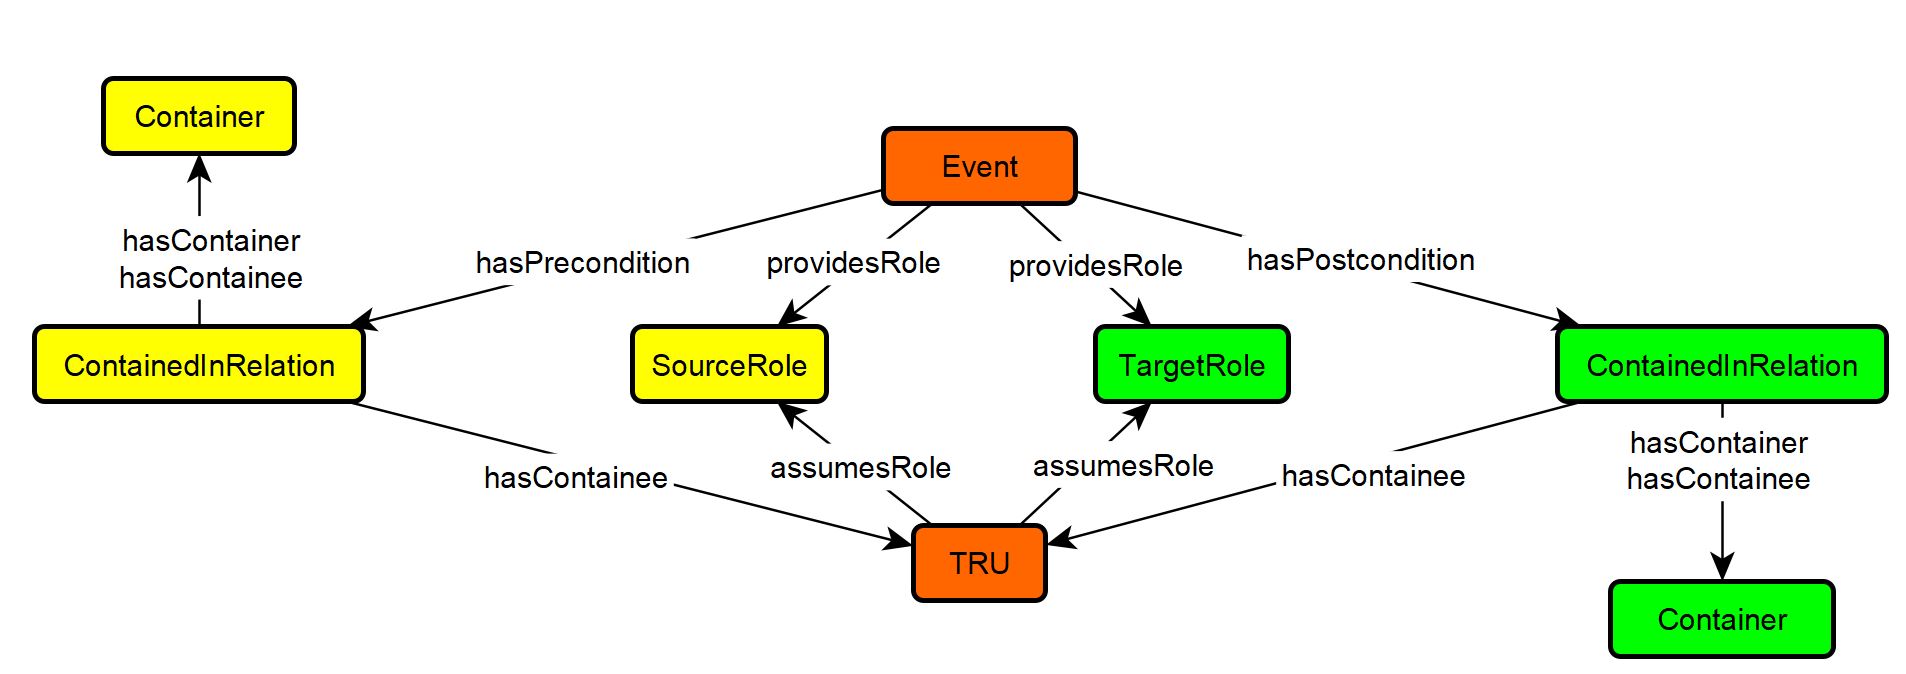 Container
Event
hasContainer
hasContainee
hasPrecondition
providesRole
providesRole
hasPostcondition
ContainedInRelation
SourceRole
TargetRole
ContainedInRelation
hasContainee
assumesRole
assumesRole
hasContainee
hasContainer
hasContainee
TRU
Container